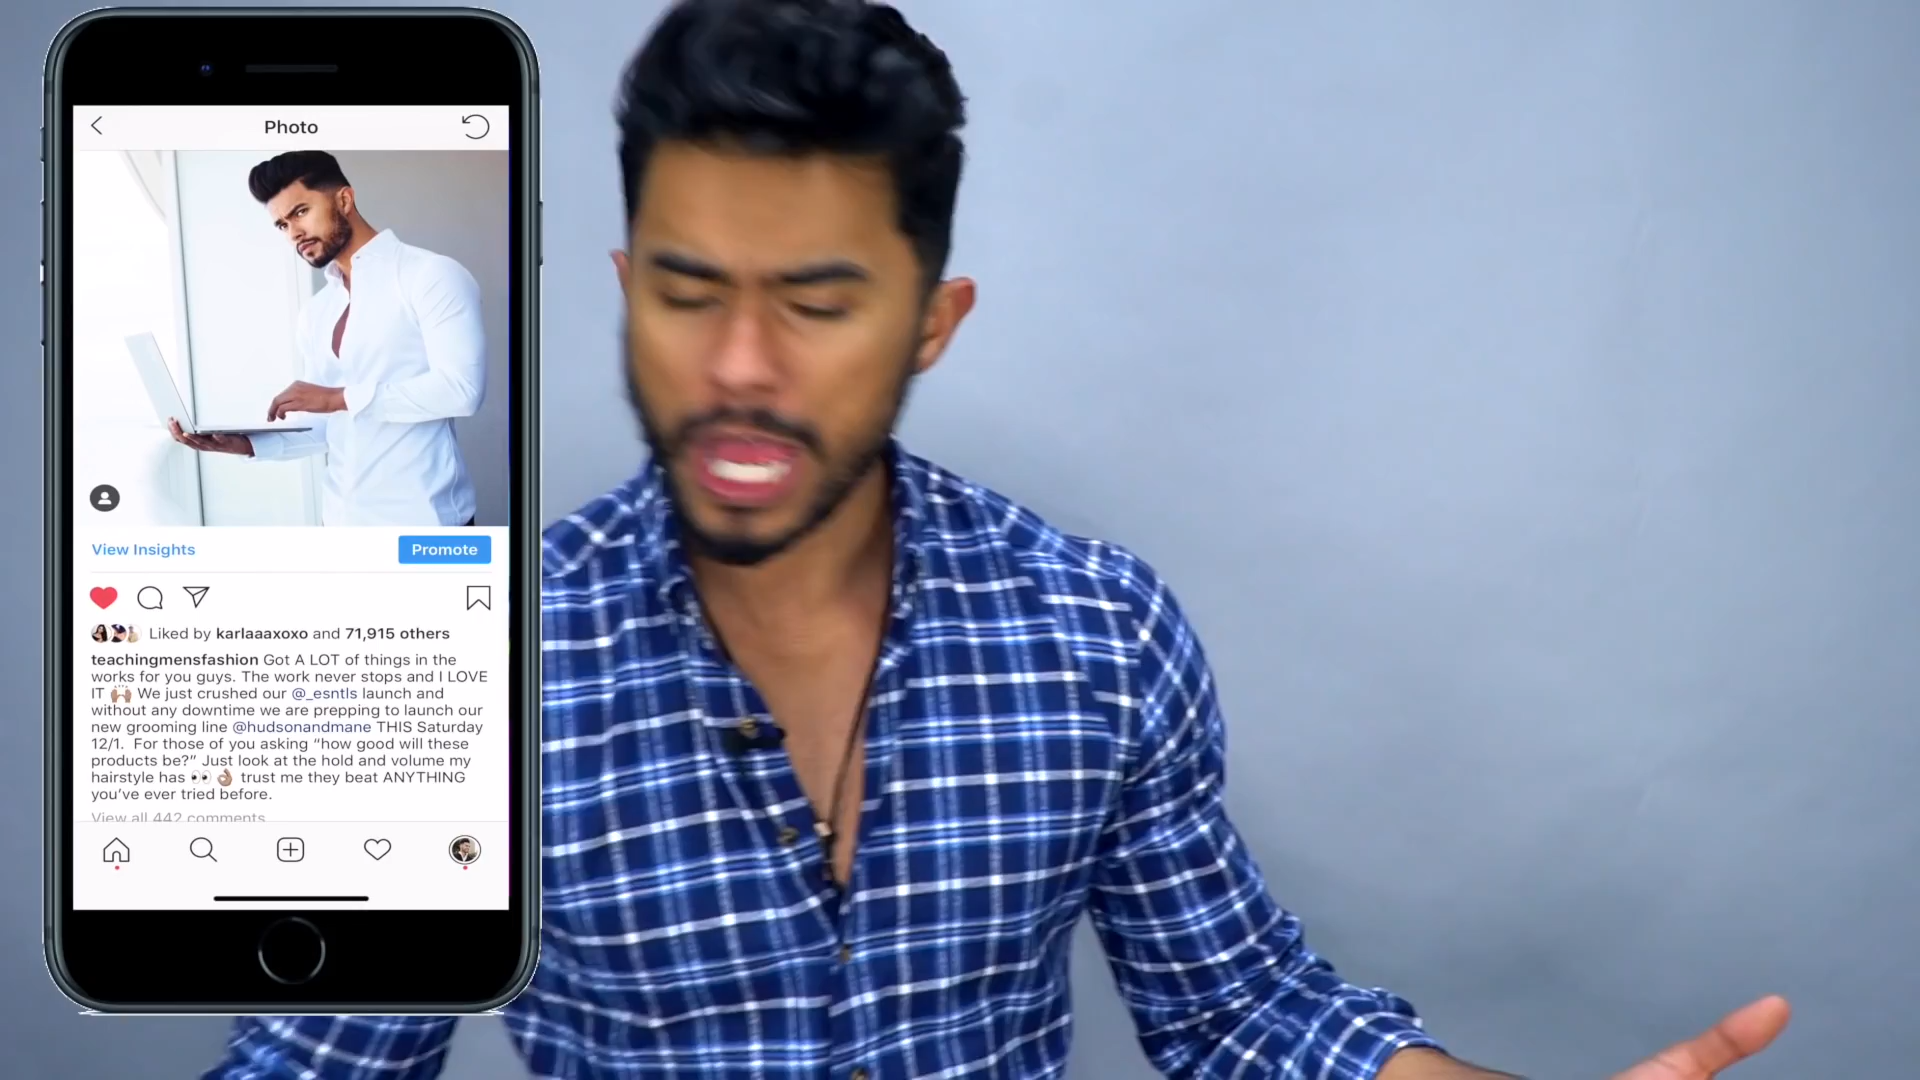 Photo
View Insights
Promote
Liked by karlaaaxoxo and 71,915 others
teachingmensfashion Got A LOT of things in the
works for you guys. The work never stops and I LOVE
IT 🙌🏽 We just crushed our @_esntls launch and
without any downtime we are prepping to launch our
new grooming line @hudsonandmane THIS Saturday
12/1. For those of you asking “how good will these
products be?” Just look at the hold and volume my
hairstyle has 👀 👌🏽 trust me they beat ANYTHING
you’ve ever tried before.
View all 442 comments